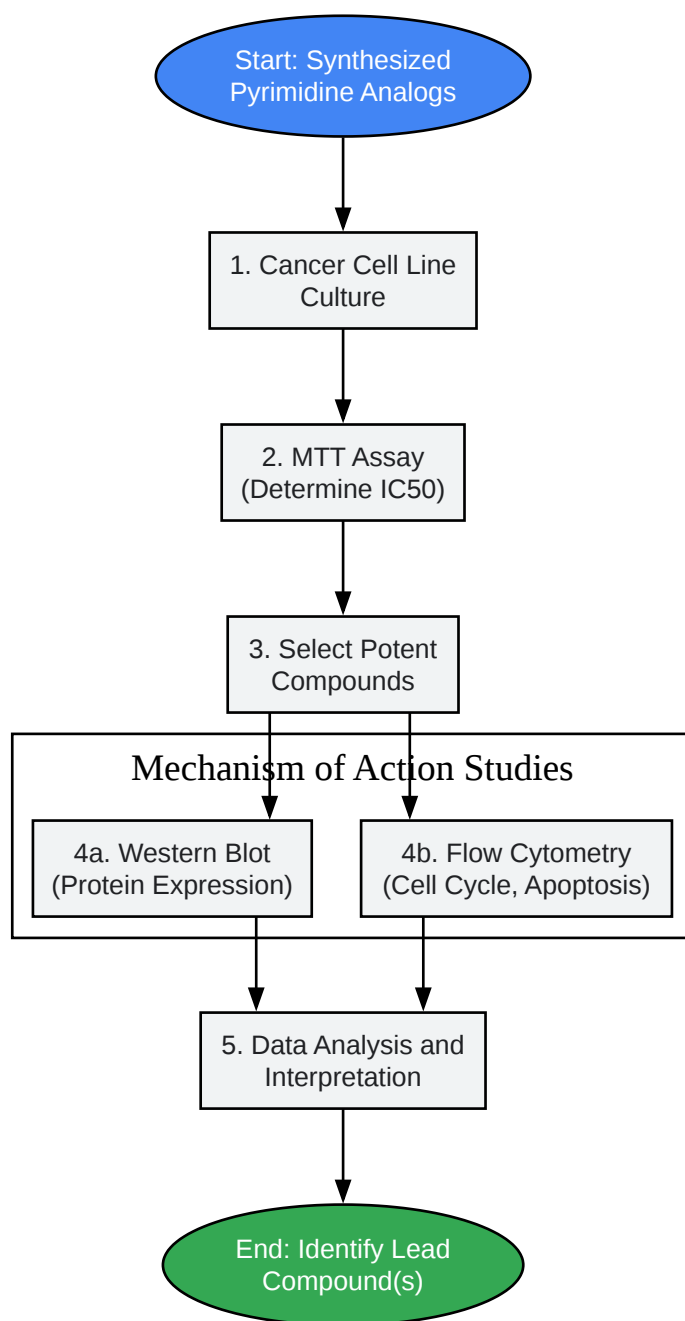 Start: Synthesized
Pyrimidine Analogs
1. Cancer Cell Line
Culture
2. MTT Assay
(Determine IC50)
3. Select Potent
Compounds
Mechanism of Action Studies
4a. Western Blot
(Protein Expression)
4b. Flow Cytometry
(Cell Cycle, Apoptosis)
5. Data Analysis and
Interpretation
End: Identify Lead
Compound(s)